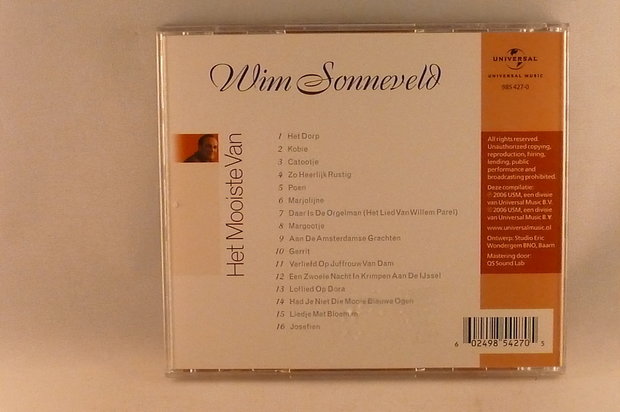 Wim Sonneveld
Het Mooiste Van
1 Het Dorp
2 Kobie
3 Catootje
4 Zo Heerlijk Rustig
5 Poen
6 Marjolijne
7 Daar Is De Orgelman (Het Lied Van Willem Parel)
8 Margootje
9 Aan De Amsterdamse Grachten
10 Gerrit
11 Verliefd Op Juffrouw Van Dam
12 Een Zwoele Nacht In Krimpen Aan De IJssel
13 Loflied Op Dora
14 Had Je Niet Die Mooie Blauwe Ogen
15 Liedje Met Bloemen
16 Josefien
UNIVERSAL
UNIVERSAL MUSIC
985 427-0
All rights reserved.
Unauthorized copying,
reproduction, hiring,
lending, public
performance and
broadcasting prohibited.
Deze compilatie:
℗ 2006 USM, een divisie
van Universal Music B.V.
© 2006 USM, een divisie
van Universal Music B.V.
www.universalmusic.nl
Ontwerp: Studio Eric
Wondergem BNO, Baarn
Mastering door:
QS Sound Lab
6 02498 54270 5